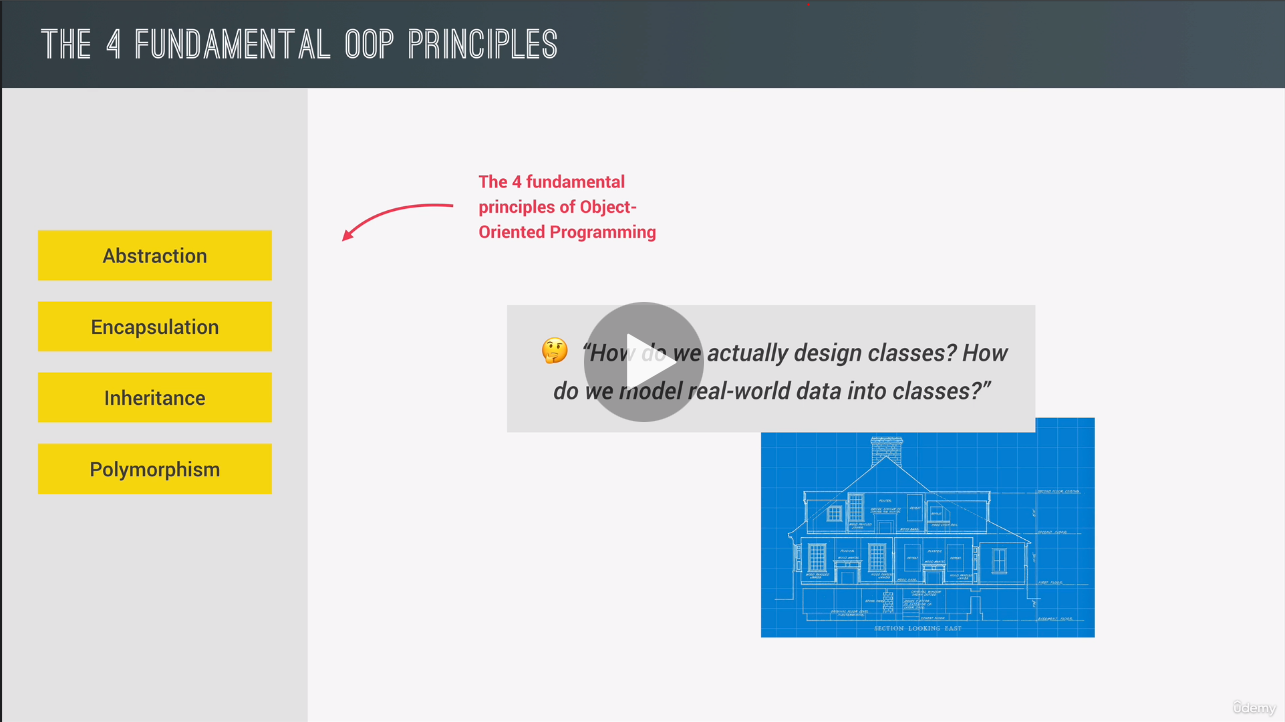 THE 4 FUNDAMENTAL OOP PRINCIPLES
Abstraction
Encapsulation
Inheritance
Polymorphism
The 4 fundamental
principles of Object-
Oriented Programming
🤔 “How do we actually design classes? How
do we model real-world data into classes?”
SECTION LOOKING EAST
ûdemy